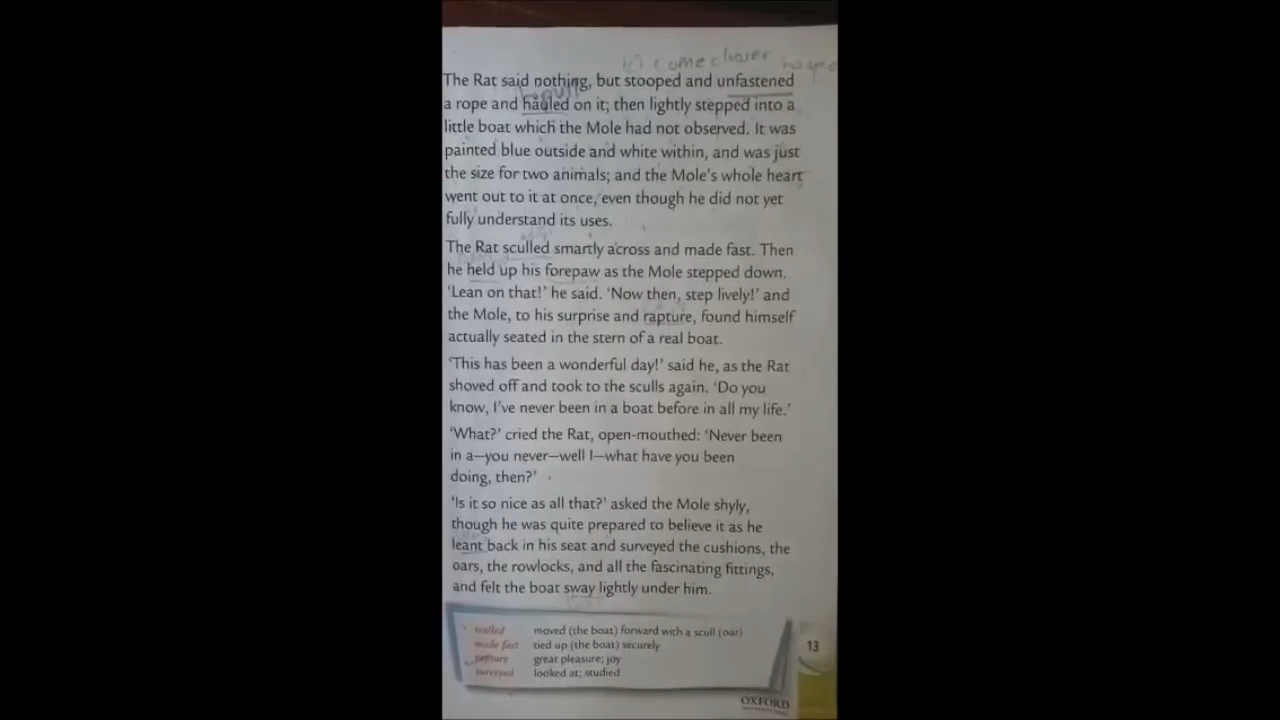 to come closer
The Rat said nothing, but stooped and unfastened
a rope and hauled on it; then lightly stepped into a
little boat which the Mole had not observed. It was
painted blue outside and white within, and was just
the size for two animals; and the Mole's whole heart
went out to it at once, even though he did not yet
fully understand its uses.
The Rat sculled smartly across and made fast. Then
he held up his forepaw as the Mole stepped down.
'Lean on that!' he said. 'Now then, step lively!' and
the Mole, to his surprise and rapture, found himself
actually seated in the stern of a real boat.
'This has been a wonderful day!' said he, as the Rat
shoved off and took to the sculls again. 'Do you
know, I've never been in a boat before in all my life.'
'What?' cried the Rat, open-mouthed: 'Never been
in a—you never—well I—what have you been
doing, then?'
'Is it so nice as all that?' asked the Mole shyly,
though he was quite prepared to believe it as he
leant back in his seat and surveyed the cushions, the
oars, the rowlocks, and all the fascinating fittings,
and felt the boat sway lightly under him.
sculled moved (the boat) forward with a scull (oar)
made fast tied up (the boat) securely
rapture great pleasure; joy
surveyed looked at; studied
13
OXFORD